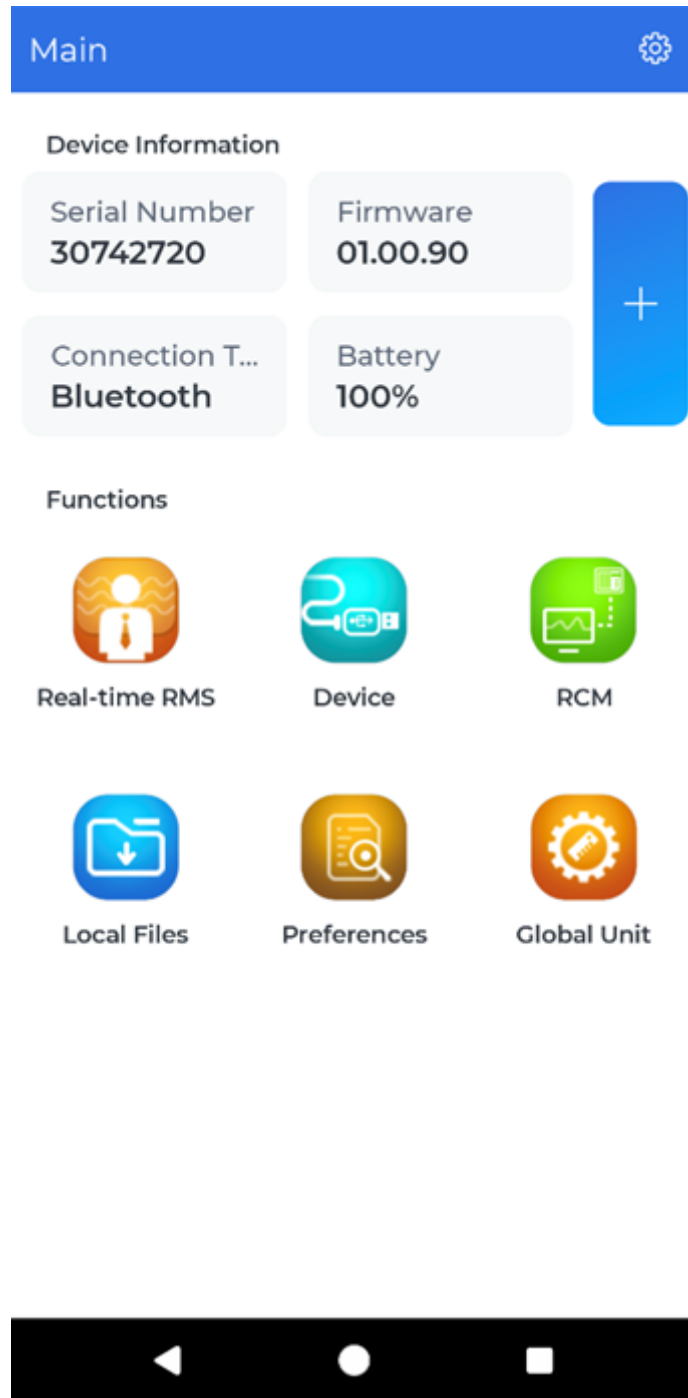 Main
Device Information
Serial Number
30742720
Firmware
01.00.90
Connection T...
Bluetooth
Battery
100%
Functions
Real-time RMS
Device
RCM
Local Files
Preferences
Global Unit